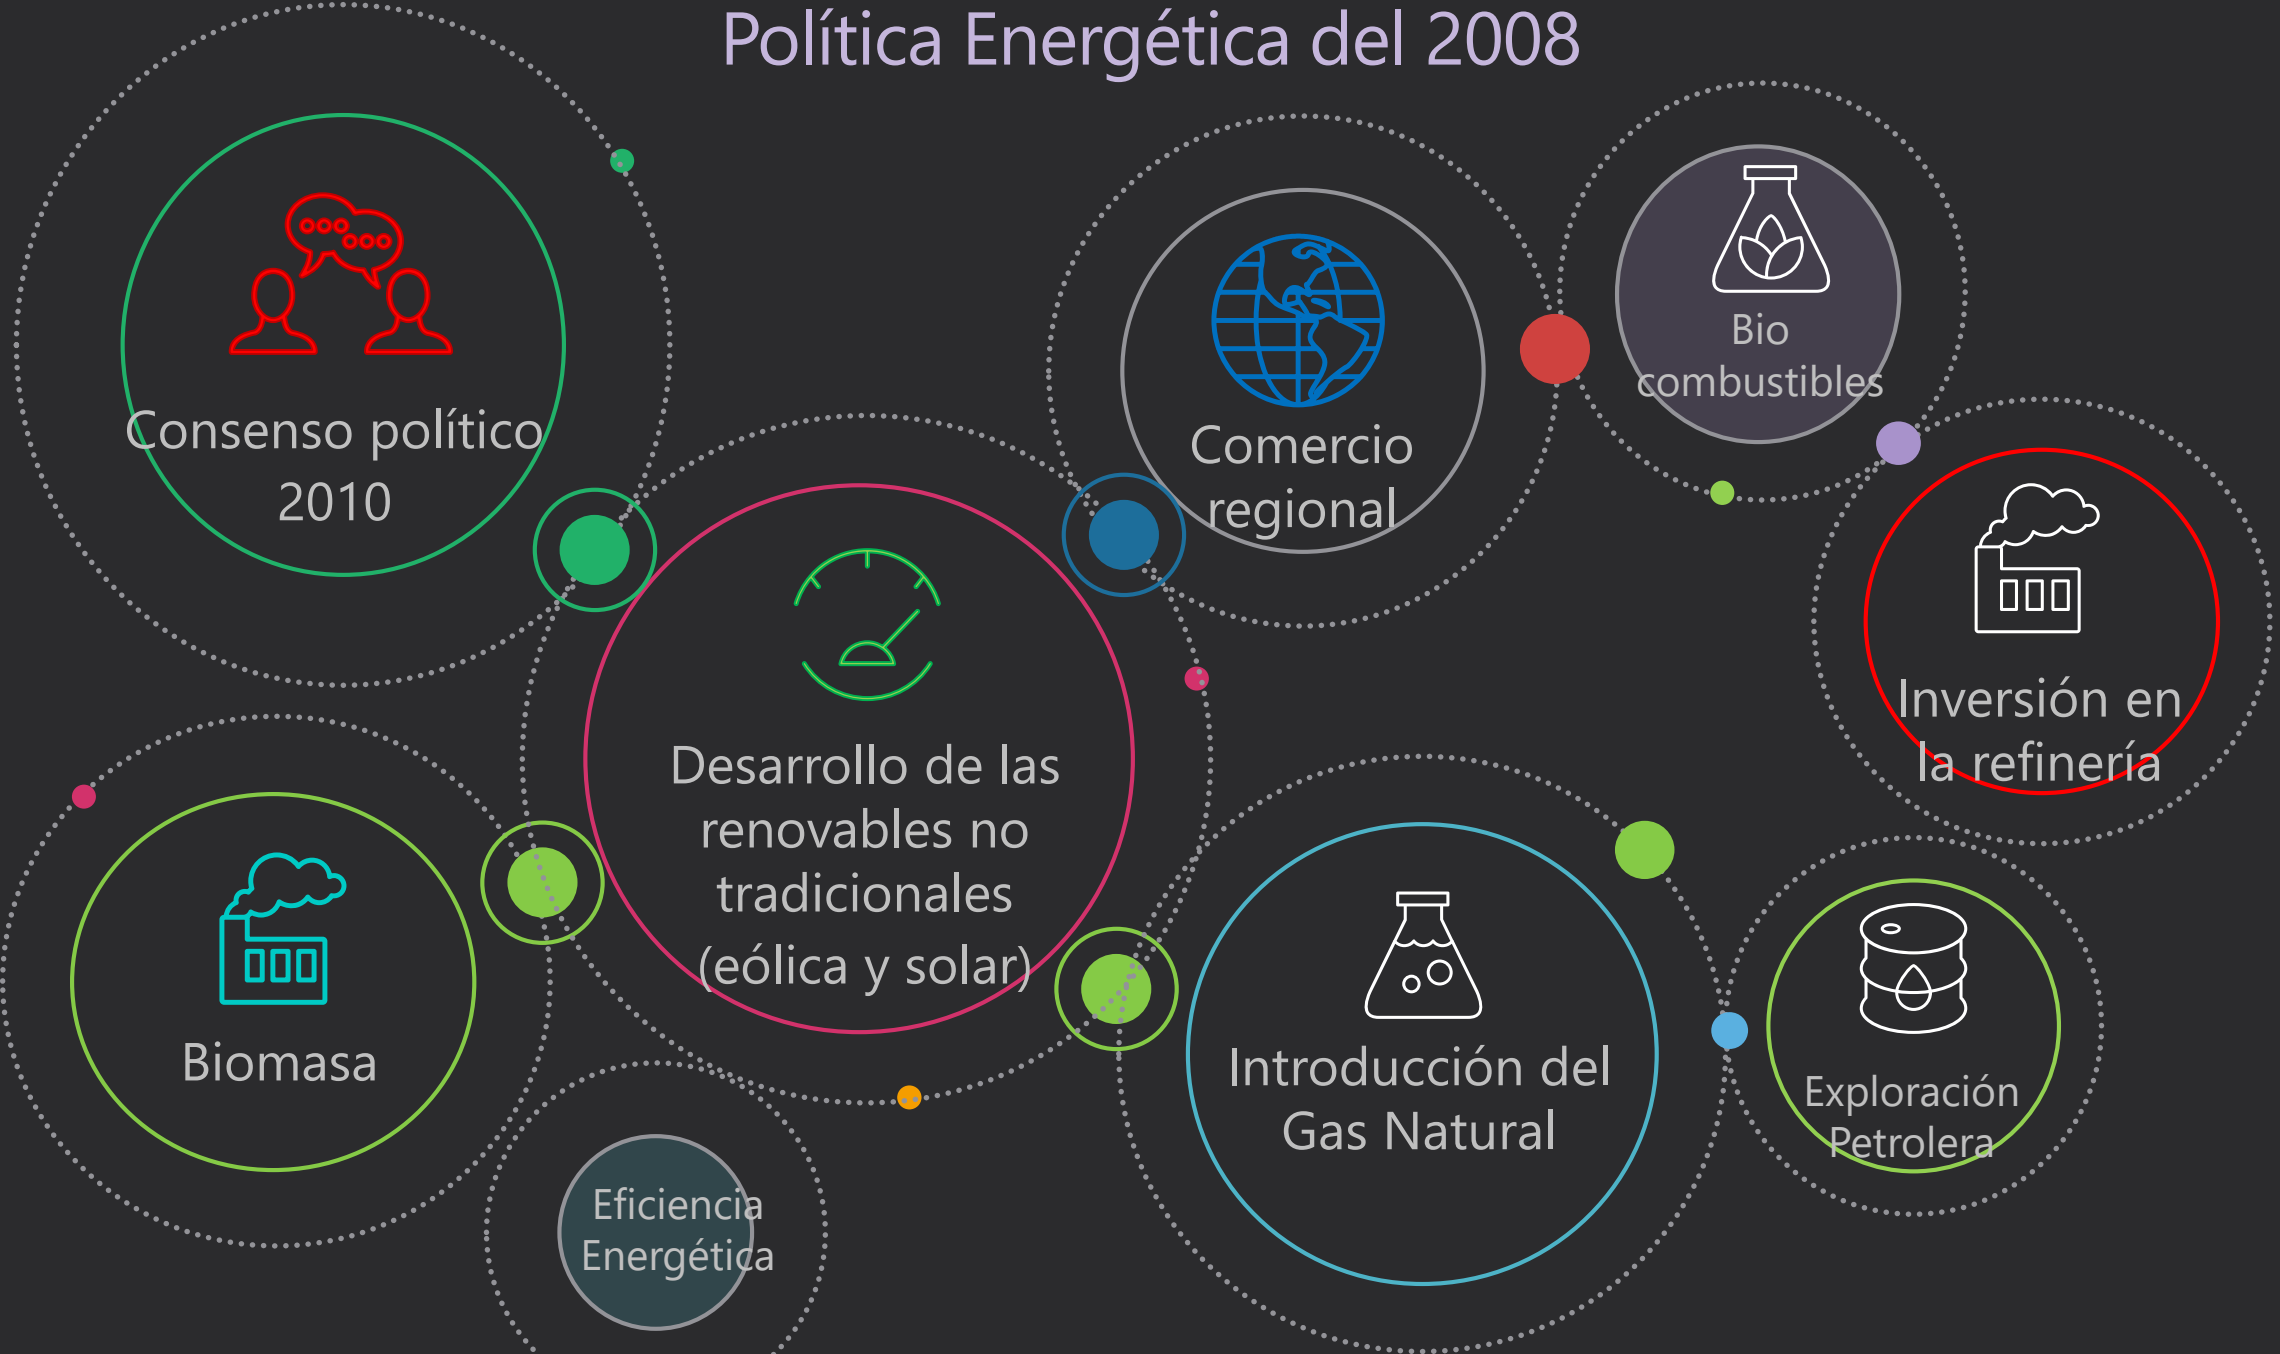 Política Energética del 2008
Consenso político
2010
Comercio
regional
Bio
combustibles
Inversión en
la refinería
Desarrollo de las
renovables no
tradicionales
(eólica y solar)
Biomasa
Introducción del
Gas Natural
Exploración
Petrolera
Eficiencia
Energética